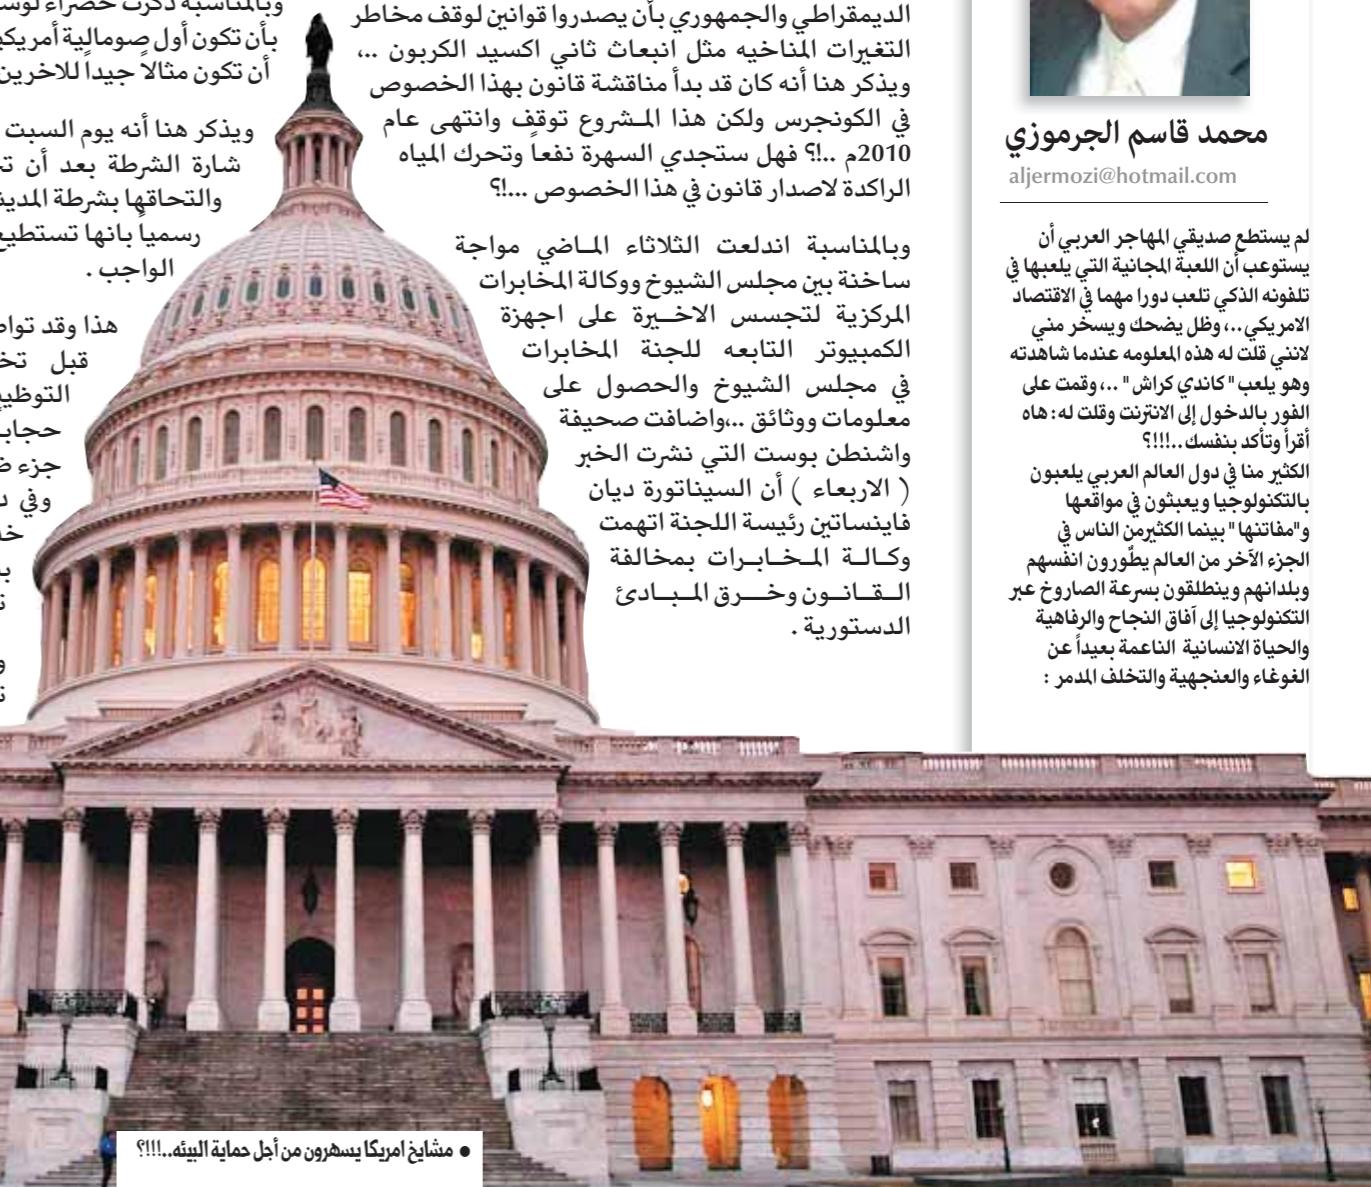 محمد قاسم الجرموزي
aljermozi@hotmail.com
لم يستطع صديقي المهاجر العربي أن
يستوعب أن اللعبة المجانية التي يلعبها في
تلفونه الذكي تلعب دورا مهما في الاقتصاد
الامريكي..، وظل يضحك ويسخر مني
لانني قلت له هذه المعلومه عندما شاهدته
وهو يلعب " كاندي كراش " ..، وقمت على
الفور بالدخول إلى الانترنت وقلت له : هاه
أقرأ وتأكد بنفسك..!!!؟
الكثير منا في دول العالم العربي يلعبون
بالتكنولوجيا ويعبثون في مواقعها
و"مفاتنها " بينما الكثيرمن الناس في
الجزء الآخر من العالم يطّورون انفسهم
وبلدانهم وينطلقون بسرعة الصاروخ عبر
التكنولوجيا إلى آفاق النجاح والرفاهية
والحياة الانسانية الناعمة بعيداً عن
الغوغاء والعنجهية والتخلف المدمر :
الديمقراطي والجمهوري بأن يصدروا قوانين لوقف مخاطر
التغيرات المناخيه مثل انبعاث ثاني اكسيد الكربون ..،
ويذكر هنا أنه كان قد بدأ مناقشة قانون بهذا الخصوص
في الكونجرس ولكن هذا المشروع توقف وانتهى عام
2010م ..!؟ فهل ستجدي السهرة نفعاً وتحرك المياه
الراكدة لاصدار قانون في هذا الخصوص ...!؟
وبالمناسبة اندلعت الثلاثاء الماضي مواجة
ساخنة بين مجلس الشيوخ ووكالة المخابرات
المركزية لتجسس الاخيرة على اجهزة
الكمبيوتر التابعه للجنة المخابرات
في مجلس الشيوخ والحصول على
معلومات ووثائق ..،واضافت صحيفة
واشنطن بوست التي نشرت الخبر
( الاربعاء ) أن السيناتورة ديان
فاينساتين رئيسة اللجنة اتهمت
وكالة المخابرات بمخالفة
القانون وخرق المبادئ
الدستورية .
وبالمناسبة ذكرت خضراء
بأن تكون أول صومالية
أن تكون مثالاً جيداً للاخرين
ويذكر هنا أنه يوم السبت
شارة الشرطة بعد أن
والتحاقها بشرطة
رسمياً بانها تستطيع
الواجب .
هذا وقد
قبل
جزء
وفي
● مشايخ امريكا يسهرون من أجل حماية البيئه..!!!؟